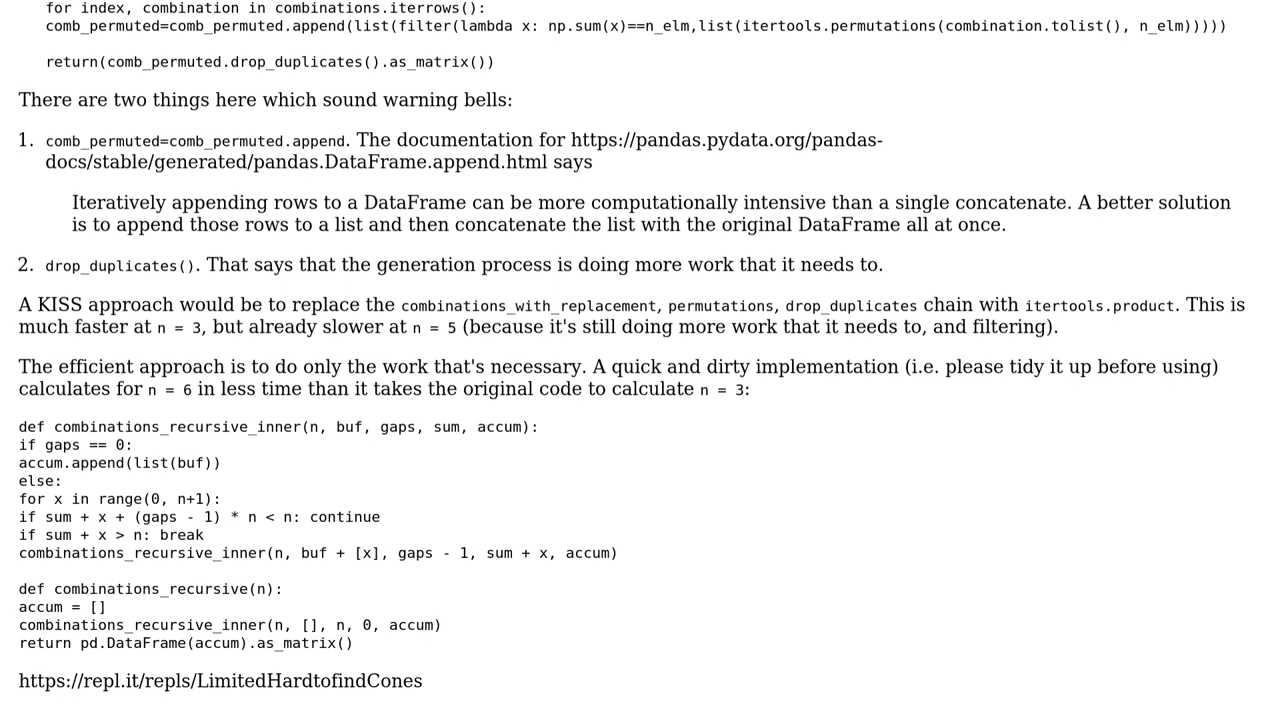 for index, combination in combinations.iterrows():
comb_permuted=comb_permuted.append(list(filter(lambda x: np.sum(x)==n_elm,list(itertools.permutations(combination.tolist(), n_elm)))))
return(comb_permuted.drop_duplicates().as_matrix())
There are two things here which sound warning bells:
1. comb_permuted=comb_permuted.append. The documentation for https://pandas.pydata.org/pandas-
docs/stable/generated/pandas.DataFrame.append.html says
Iteratively appending rows to a DataFrame can be more computationally intensive than a single concatenate. A better solution
is to append those rows to a list and then concatenate the list with the original DataFrame all at once.
2. drop_duplicates(). That says that the generation process is doing more work that it needs to.
A KISS approach would be to replace the combinations_with_replacement, permutations, drop_duplicates chain with itertools.product. This is
much faster at n = 3, but already slower at n = 5 (because it's still doing more work that it needs to, and filtering).
The efficient approach is to do only the work that's necessary. A quick and dirty implementation (i.e. please tidy it up before using)
calculates for n = 6 in less time than it takes the original code to calculate n = 3:
def combinations_recursive_inner(n, buf, gaps, sum, accum):
if gaps == 0:
accum.append(list(buf))
else:
for x in range(0, n+1):
if sum + x + (gaps - 1) * n < n: continue
if sum + x > n: break
combinations_recursive_inner(n, buf + [x], gaps - 1, sum + x, accum)
def combinations_recursive(n):
accum = []
combinations_recursive_inner(n, [], n, 0, accum)
return pd.DataFrame(accum).as_matrix()
https://repl.it/repls/LimitedHardtofindCones